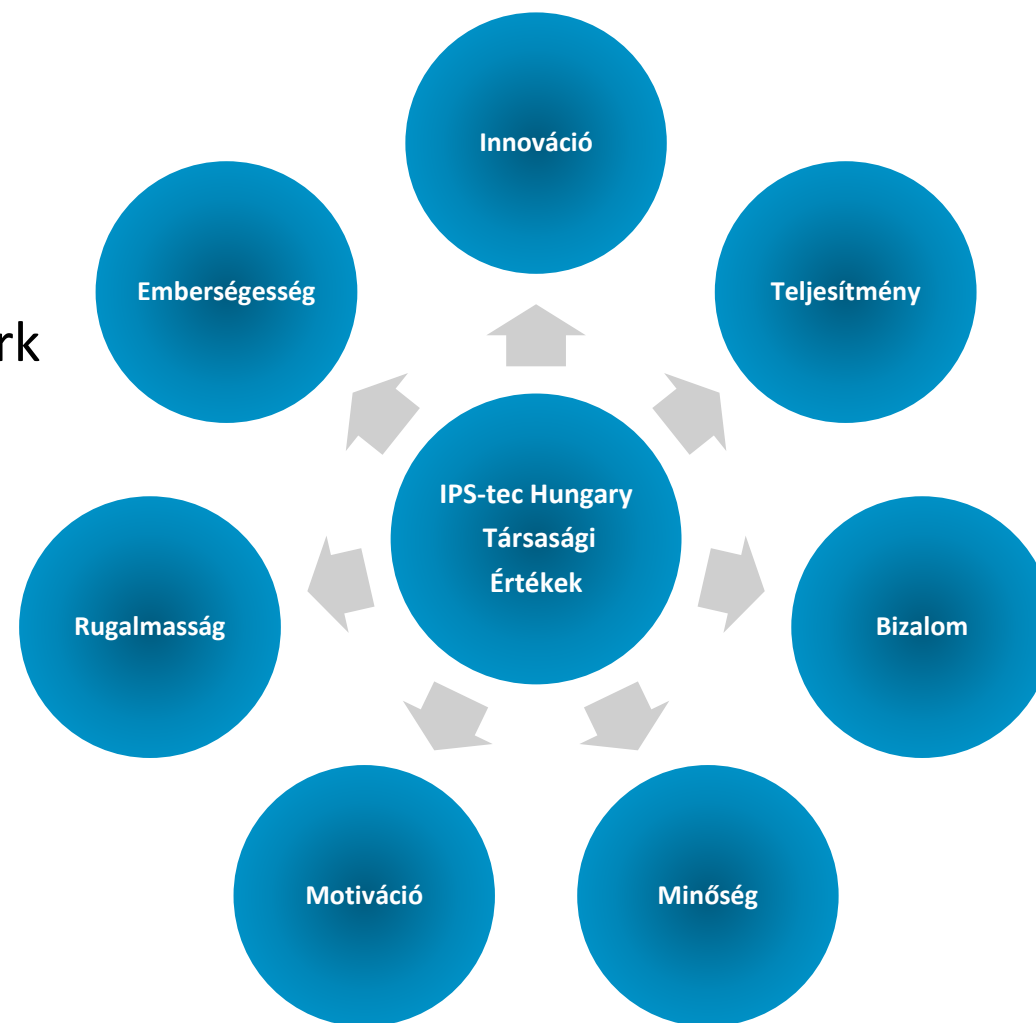 Innováció
Emberségesség
Teljesítmény
rk
IPS-tec Hungary
Társasági
Értékek
Rugalmasság
Bizalom
Motiváció
Minőség